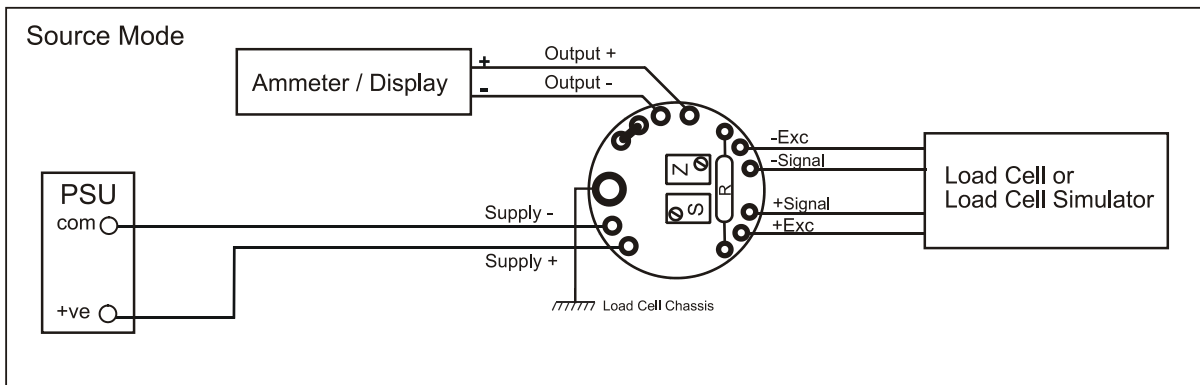 Source Mode
Ammeter / Display
+
-
Output +
Output -
-Exc
-Signal
+Signal
+Exc
Load Cell or
Load Cell Simulator
Z
S
R
PSU
com
+ve
Supply -
Supply +
Load Cell Chassis